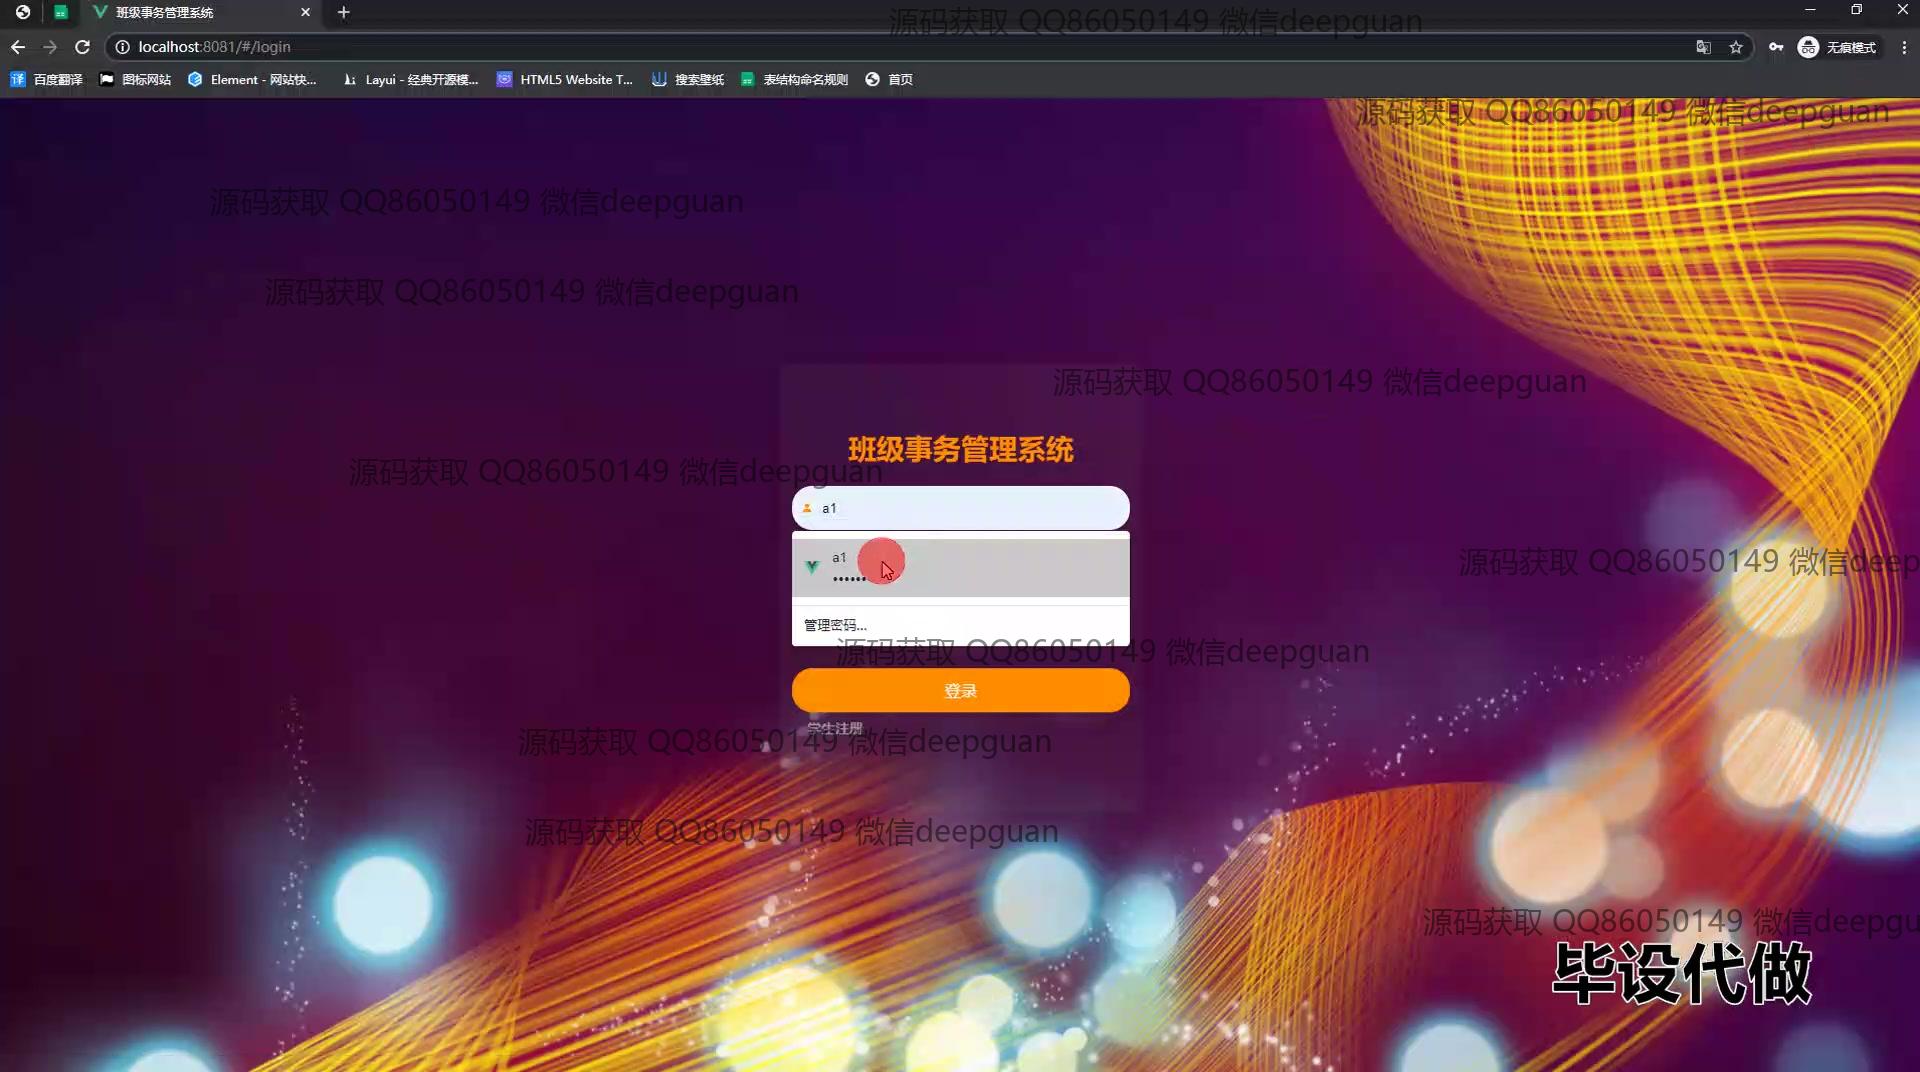 班级事务管理系统
源码获取 QQ86050149 微信deepguan
localhost:8081/#/login
无痕模式
百度翻译
图标网站
Element - 网站快...
Layui - 经典开源模...
HTML5 Website T...
搜索壁纸
表结构命名规则
首页
源码获取 QQ86050149 微信deepguan
源码获取 QQ86050149 微信deepguan
源码获取 QQ86050149 微信deepguan
源码获取 QQ86050149 微信deepguan
班级事务管理系统
源码获取 QQ86050149 微信deepguan
a1
a1
••••••
源码获取 QQ86050149 微信deep
管理密码...
源码获取 QQ86050149 微信deepguan
登录
学生注册
源码获取 QQ86050149 微信deepguan
源码获取 QQ86050149 微信deepguan
源码获取 QQ86050149 微信deepgu
毕设代做